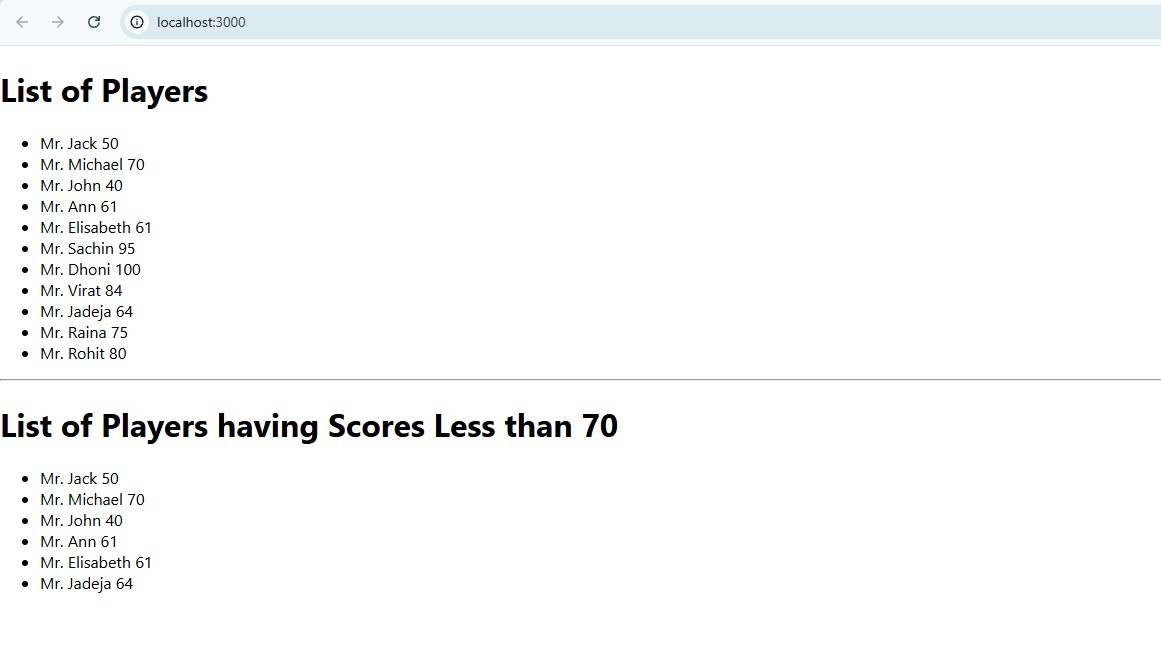 localhost:3000
List of Players
Mr. Jack 50
Mr. Michael 70
Mr. John 40
Mr. Ann 61
Mr. Elisabeth 61
Mr. Sachin 95
Mr. Dhoni 100
Mr. Virat 84
Mr. Jadeja 64
Mr. Raina 75
Mr. Rohit 80
List of Players having Scores Less than 70
Mr. Jack 50
Mr. Michael 70
Mr. John 40
Mr. Ann 61
Mr. Elisabeth 61
Mr. Jadeja 64